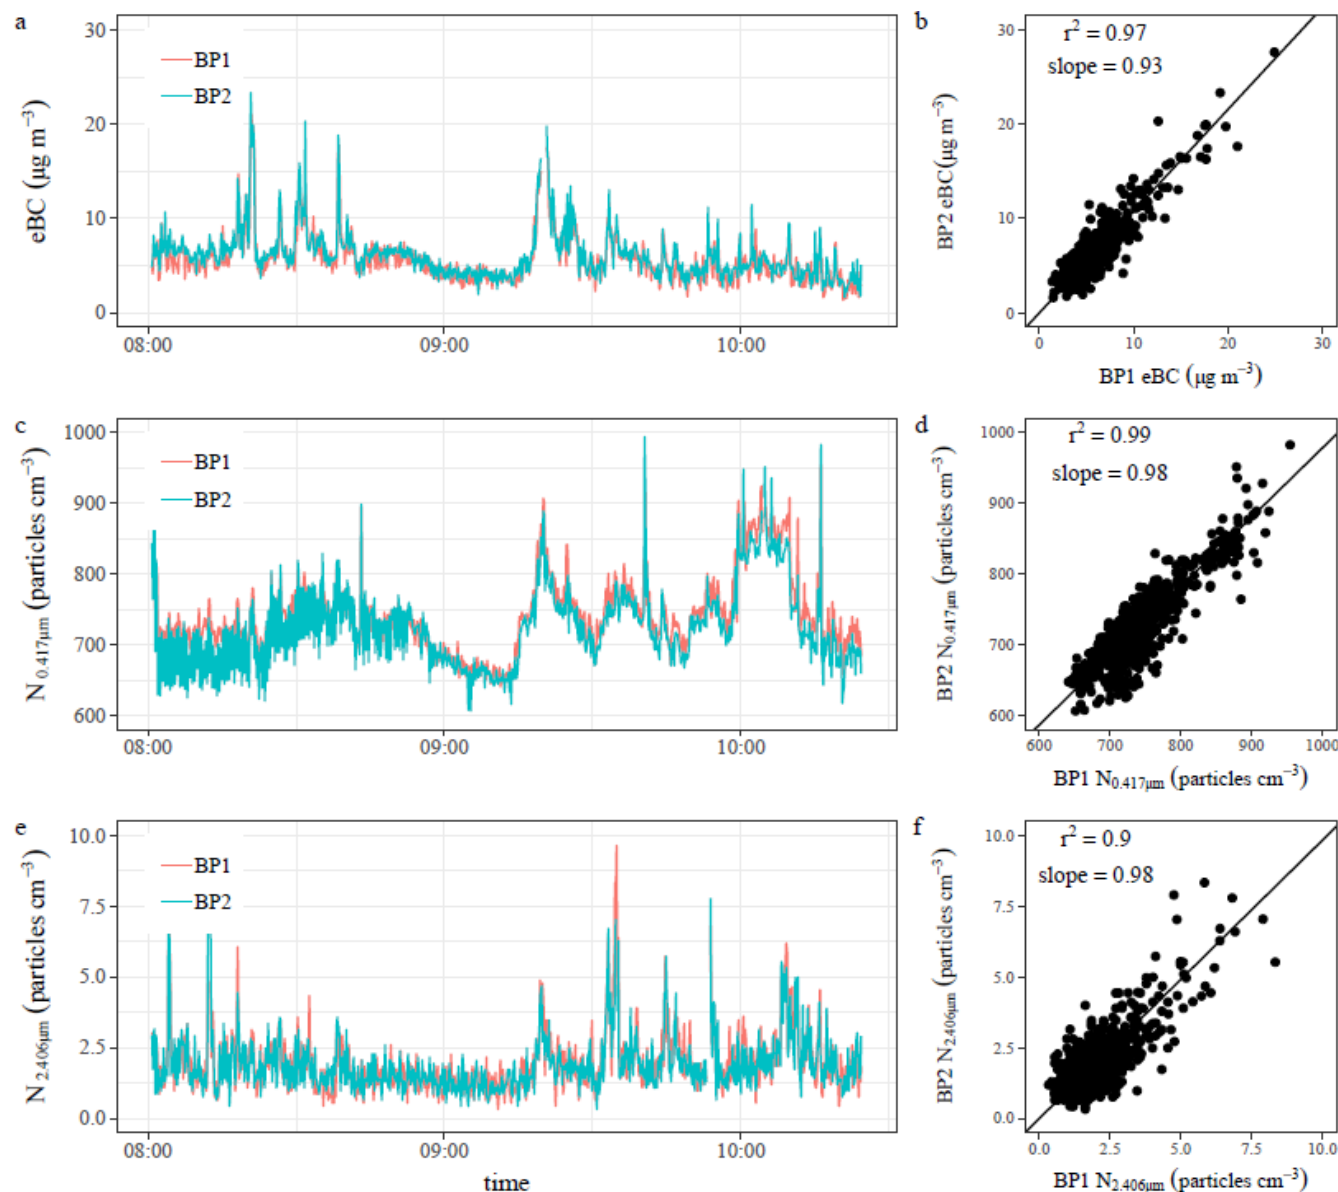 a
eBC (μg m⁻³)
30
20
10
0
BP1
BP2
08:00 09:00 10:00
b
BP2 eBC(μg m⁻³)
30
20
10
0
r² = 0.97
slope = 0.93
0 10 20 30
BP1 eBC (μg m⁻³)
c
N0.417μm (particles cm⁻³)
1000
900
800
700
600
BP1
BP2
08:00 09:00 10:00
d
BP2 N0.417μm (particles cm⁻³)
1000
900
800
700
600
r² = 0.99
slope = 0.98
600 700 800 900 1000
BP1 N0.417μm (particles cm⁻³)
e
N2.406μm (particles cm⁻³)
10.0
7.5
5.0
2.5
0.0
BP1
BP2
08:00 09:00 10:00
time
f
BP2 N2.406μm (particles cm⁻³)
10.0
7.5
5.0
2.5
0.0
r² = 0.9
slope = 0.98
0.0 2.5 5.0 7.5 10.0
BP1 N2.406μm (particles cm⁻³)